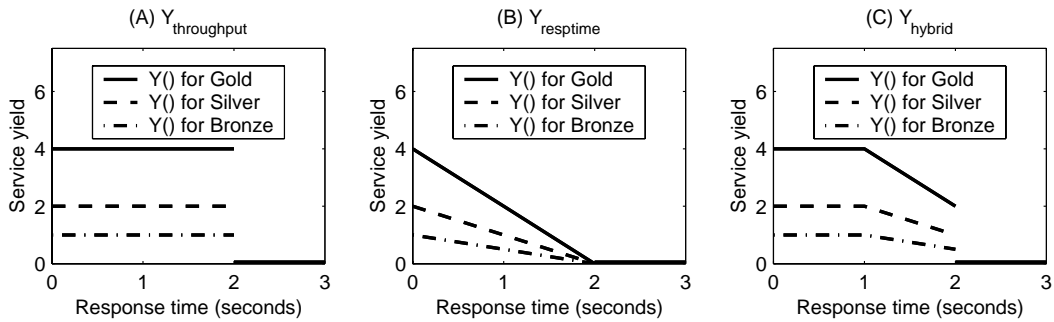 (A) Y_throughput
Service yield
6
4
2
0
Y() for Gold
Y() for Silver
Y() for Bronze
0 1 2 3
Response time (seconds)
(B) Y_resptime
Service yield
6
4
2
0
Y() for Gold
Y() for Silver
Y() for Bronze
0 1 2 3
Response time (seconds)
(C) Y_hybrid
Service yield
6
4
2
0
Y() for Gold
Y() for Silver
Y() for Bronze
0 1 2 3
Response time (seconds)